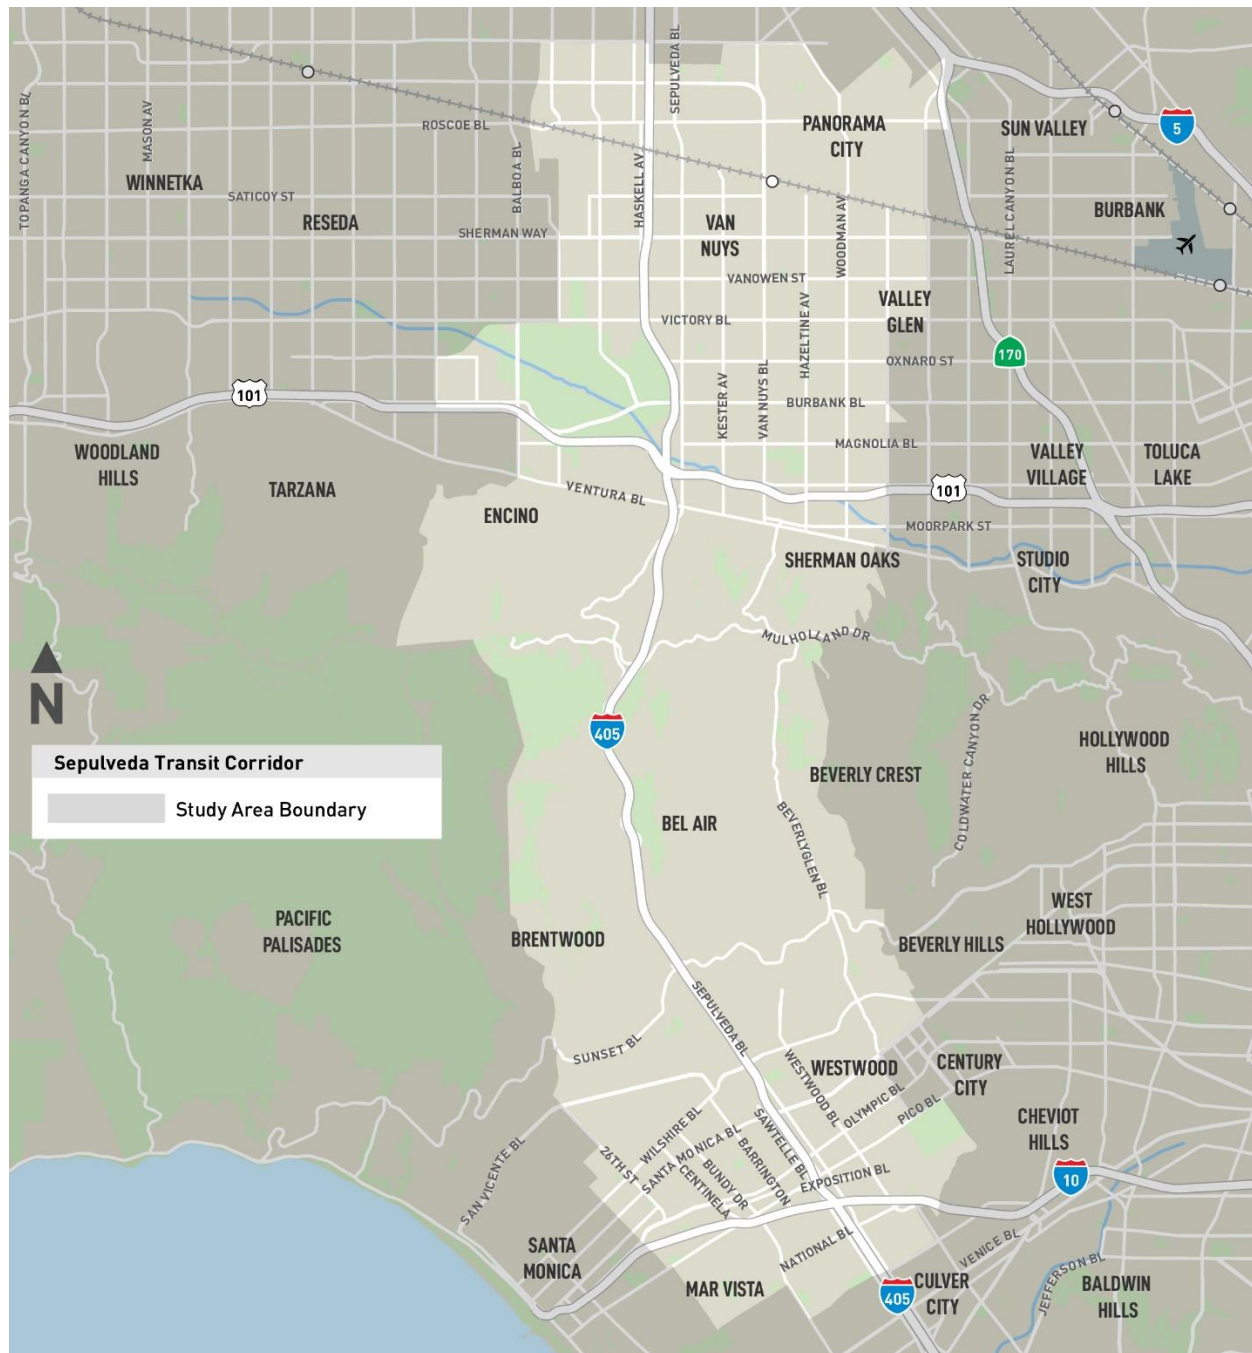 TOPANGA CANYON BL
MASON AV
ROSCOE BL
BALBOA BL
HASKELL AV
SEPULVEDA BL
PANORAMA
CITY
SUN VALLEY
5
WINNETKA
SATICOY ST
RESEDA
SHERMAN WAY
VAN
NUYS
WOODMAN AV
LAUREL CANYON BL
BURBANK
VANOWEN ST
VALLEY
GLEN
VICTORY BL
HAZELTINE AV
OXNARD ST
170
101
KESTER AV
VAN NUYS BL
BURBANK BL
MAGNOLIA BL
WOODLAND
HILLS
TARZANA
VALLEY
VILLAGE
TOLUCA
LAKE
ENCINO
VENTURA BL
101
MOORPARK ST
SHERMAN OAKS
STUDIO
CITY
MULHOLLAND DR
N
405
COLDWATER CANYON DR
HOLLYWOOD
HILLS
Sepulveda Transit Corridor
Study Area Boundary
BEVERLY CREST
BEL AIR
BEVERLYGLEN BL
PACIFIC
PALISADES
BRENTWOOD
BEVERLY HILLS
WEST
HOLLYWOOD
SEPULVEDA BL
SUNSET BL
WESTWOOD
WESTWOOD BL
CENTURY
CITY
OLYMPIC BL
PICO BL
CHEVIOT
HILLS
SAN VICENTE BL
26TH ST
WILSHIRE BL
SANTA MONICA BL
CENTINELA
BUNDY DR
BARRINGTON
SAWTELLE BL
EXPOSITION BL
10
NATIONAL BL
SANTA
MONICA
MAR VISTA
405
CULVER
CITY
VENICE BL
JEFFERSON BL
BALDWIN
HILLS